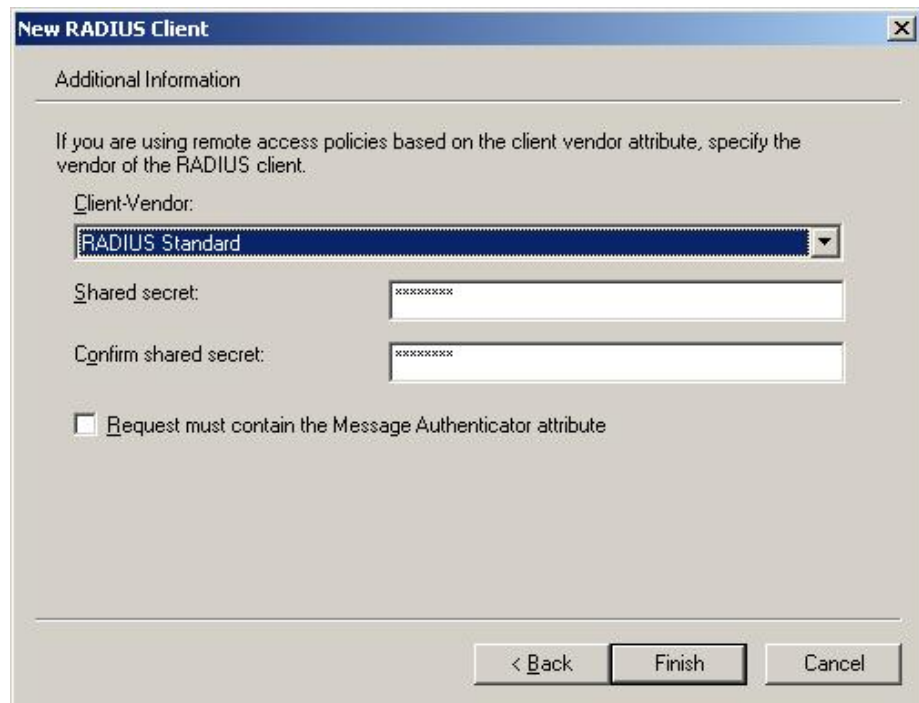 New RADIUS Client
Additional Information
If you are using remote access policies based on the client vendor attribute, specify the
vendor of the RADIUS client.
Client-Vendor:
RADIUS Standard
Shared secret:
xxxxxxxx
Confirm shared secret:
xxxxxxxx
Request must contain the Message Authenticator attribute
< Back Finish Cancel